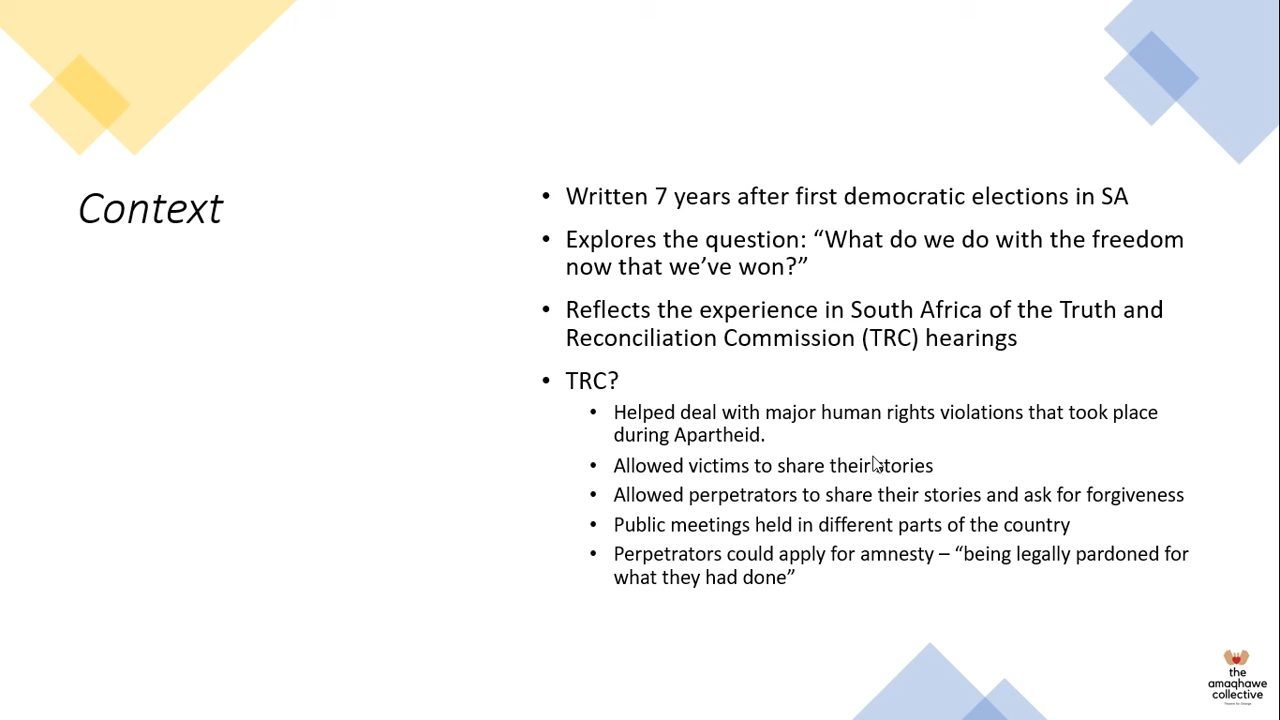 Context
• Written 7 years after first democratic elections in SA
• Explores the question: “What do we do with the freedom
now that we’ve won?”
• Reflects the experience in South Africa of the Truth and
Reconciliation Commission (TRC) hearings
• TRC?
• Helped deal with major human rights violations that took place
during Apartheid.
• Allowed victims to share their stories
• Allowed perpetrators to share their stories and ask for forgiveness
• Public meetings held in different parts of the country
• Perpetrators could apply for amnesty – “being legally pardoned for
what they had done”
the
amaqhawe
collective